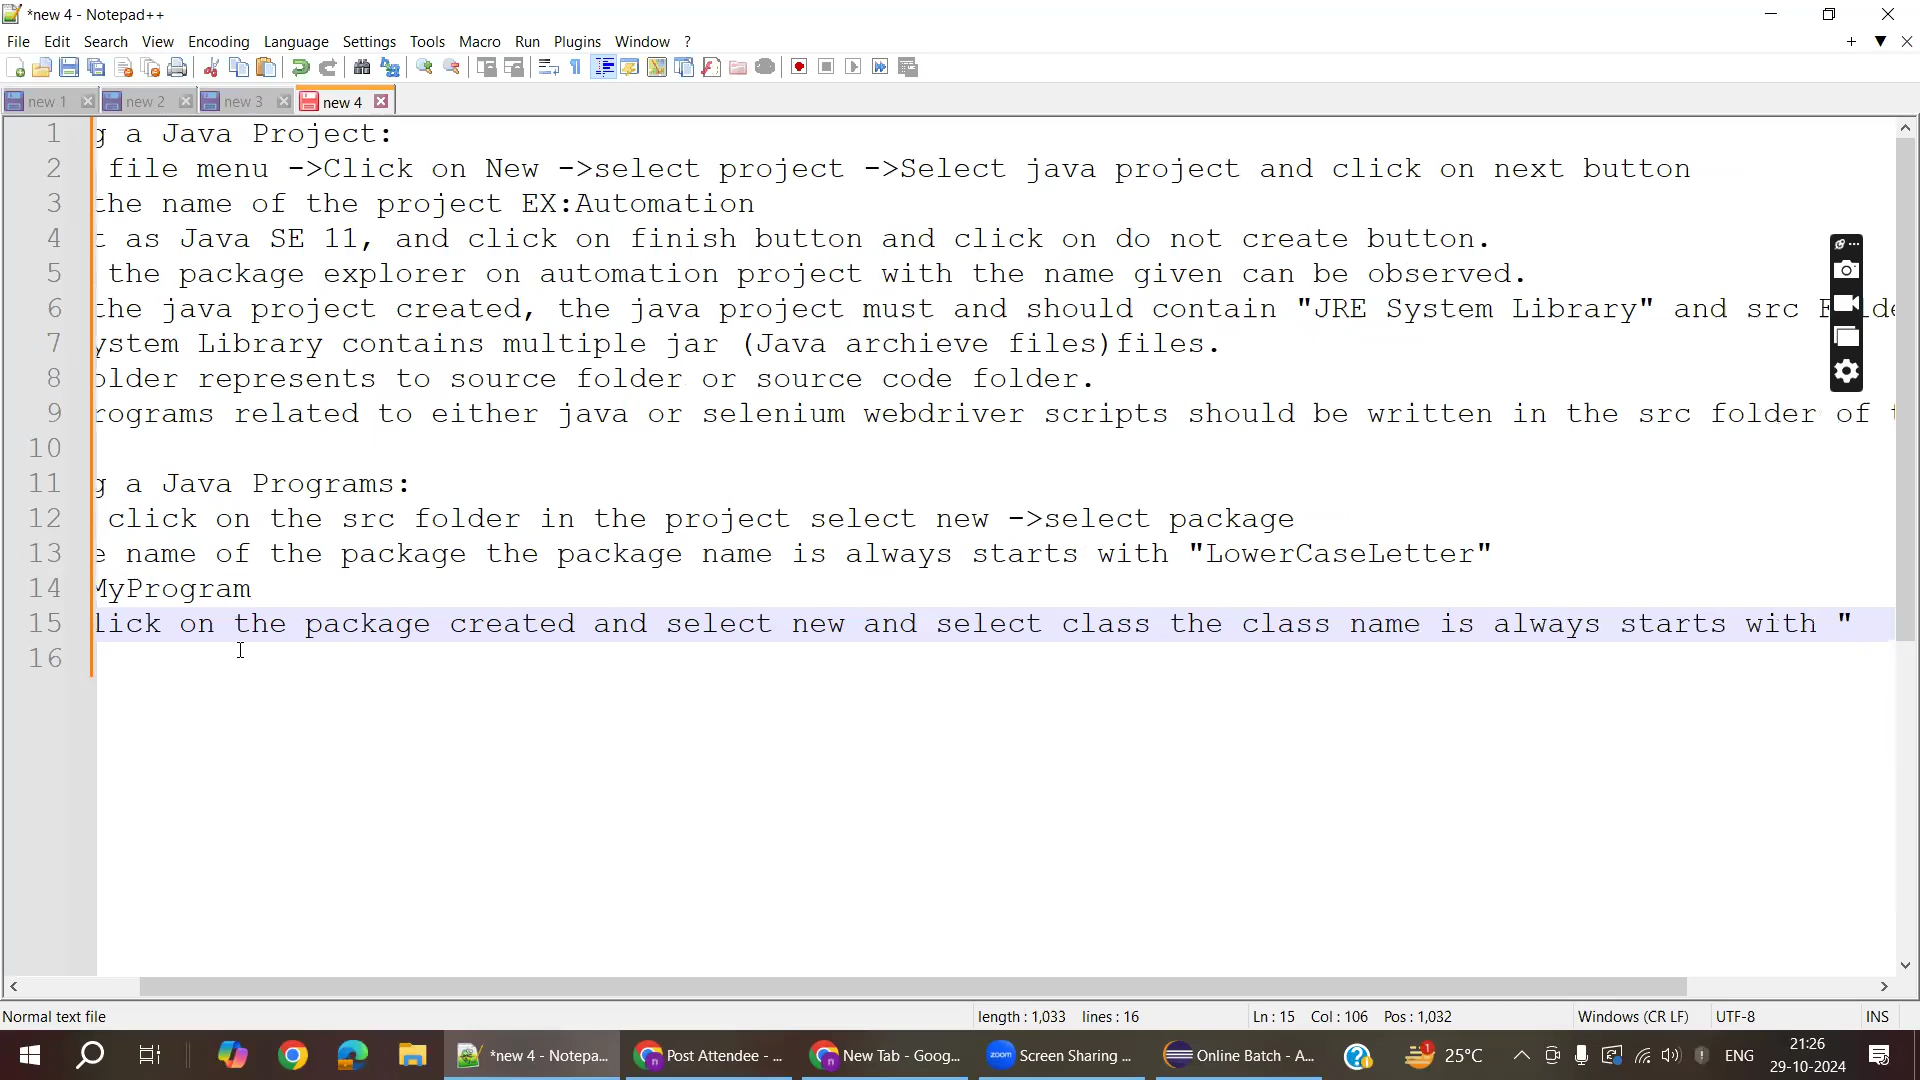 *new 4 - Notepad++
File Edit Search View Encoding Language Settings Tools Macro Run Plugins Window ?
new 1 new 2 new 3 new 4
1 g a Java Project:
2 file menu ->Click on New ->select project ->Select java project and click on next button
3 the name of the project EX:Automation
4 t as Java SE 11, and click on finish button and click on do not create button.
5 the package explorer on automation project with the name given can be observed.
6 the java project created, the java project must and should contain "JRE System Library" and src
7 ystem Library contains multiple jar (Java archieve files)files.
8 older represents to source folder or source code folder.
9 rograms related to either java or selenium webdriver scripts should be written in the src folder of
10
11 g a Java Programs:
12 click on the src folder in the project select new ->select package
13 e name of the package the package name is always starts with "LowerCaseLetter"
14 MyProgram
15 lick on the package created and select new and select class the class name is always starts with "
16
Normal text file length : 1,033 lines : 16 Ln : 15 Col : 106 Pos : 1,032 Windows (CR LF) UTF-8 INS
*new 4 - Notepa... Post Attendee - ... New Tab - Goog... zoom Screen Sharing ... Online Batch - A... 1 25°C ENG 21:26
29-10-2024